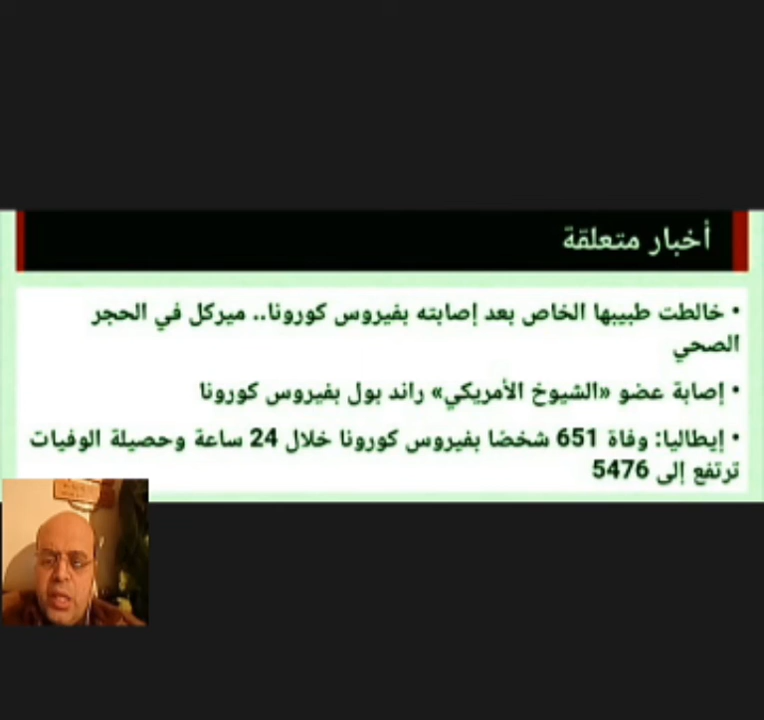 أخبار متعلقة
• خالطت طبيبها الخاص بعد إصابته بفيروس كورونا.. ميركل في الحجر
الصحي
• إصابة عضو «الشيوخ الأمريكي» راند بول بفيروس كورونا
• إيطاليا: وفاة 651 شخصًا بفيروس كورونا خلال 24 ساعة وحصيلة الوفيات
ترتفع إلى 5476